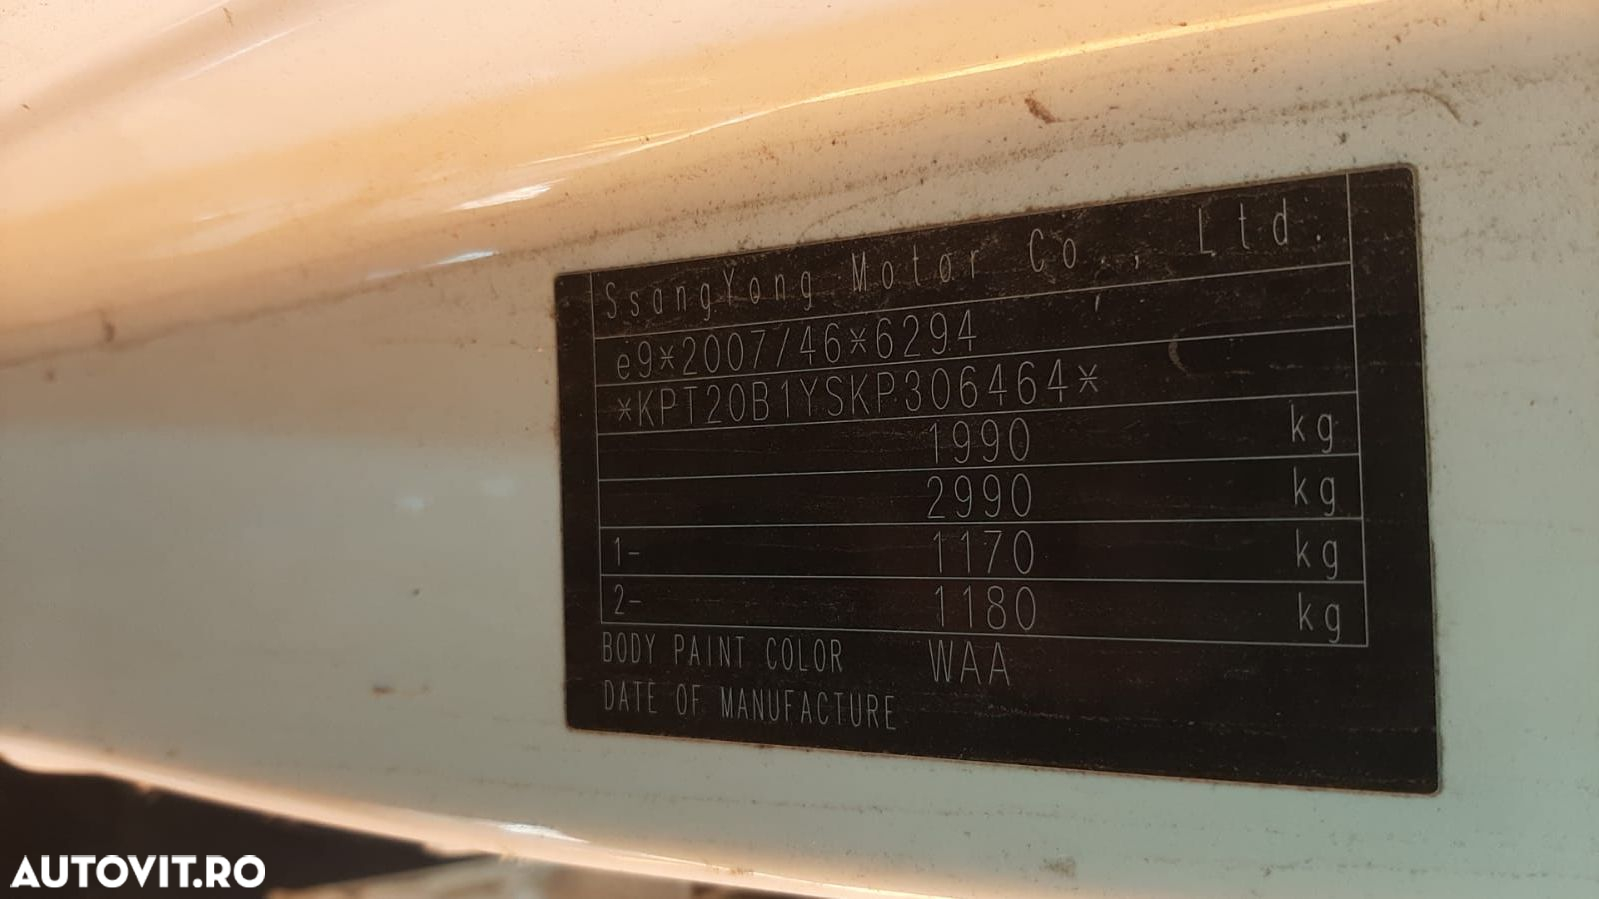 SsangYong Motor Co., Ltd.
e9*2007/46*6294
*KPT20B1YSKP306464*
1990 kg
2990 kg
1- 1170 kg
2- 1180 kg
BODY PAINT COLOR WAA
DATE OF MANUFACTURE
AUTOVIT.RO